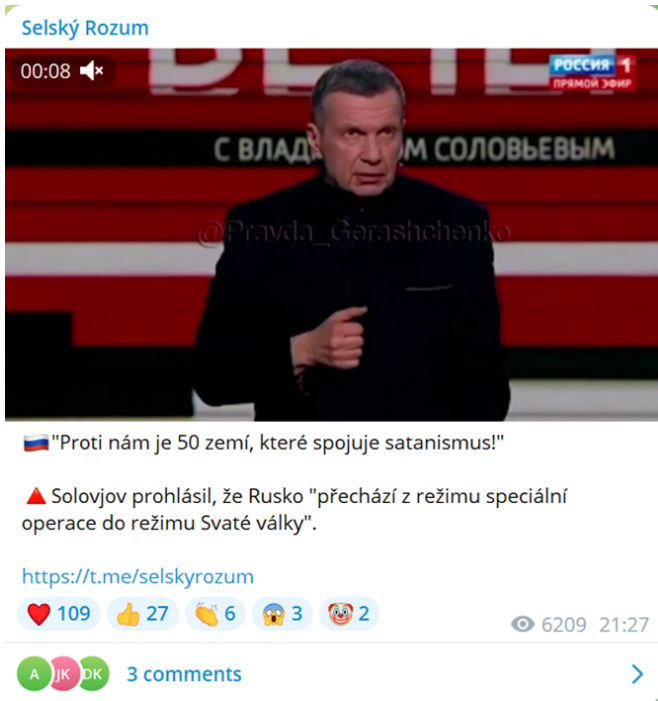 Selský Rozum
00:08
РОССИЯ 1
ПРЯМОЙ ЭФИР
С ВЛАД М СОЛОВЬЕВЫМ
@Pravda_Gerashchenko
"Proti nám je 50 zemí, které spojuje satanismus!"
Solovjov prohlásil, že Rusko "přechází z režimu speciální
operace do režimu Svaté války".
https://t.me/selskyrozum
109 27 6 3 2
6209 21:27
A JK DK 3 comments